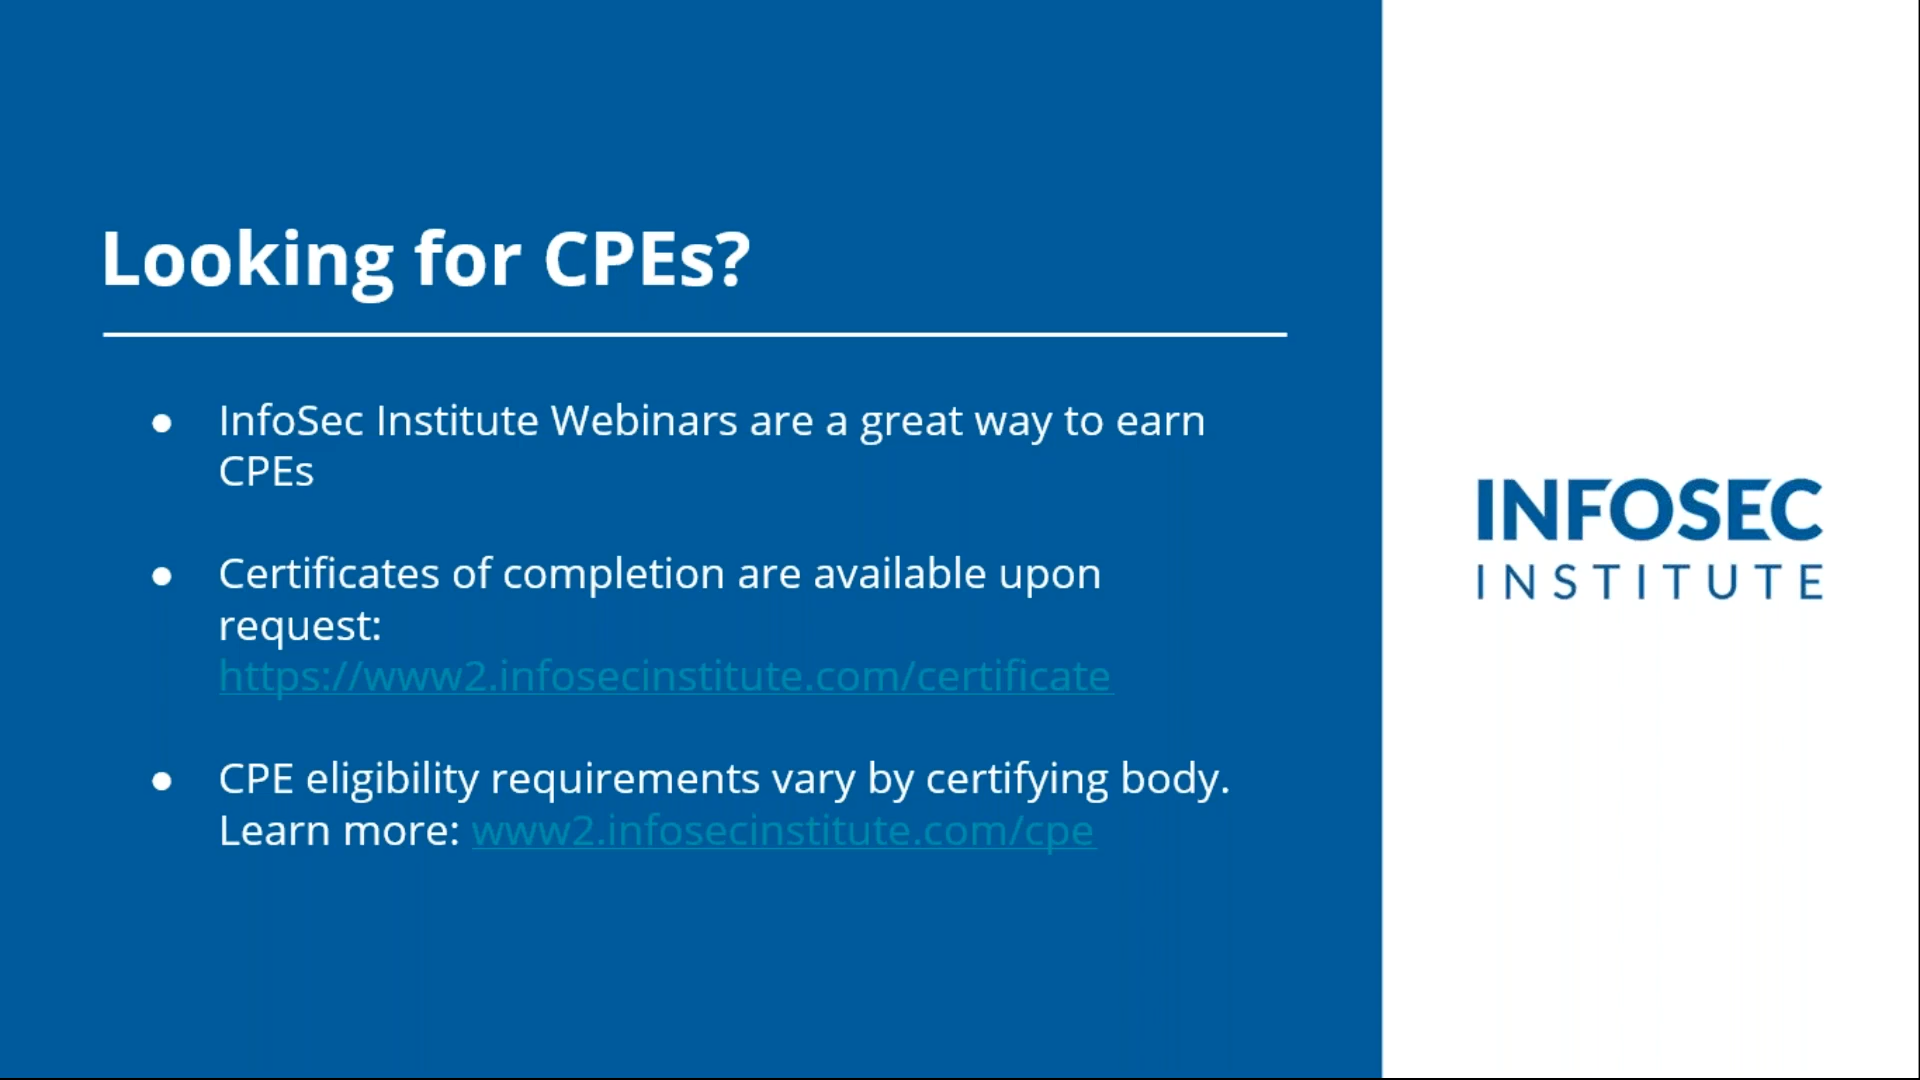 Looking for CPEs?
● InfoSec Institute Webinars are a great way to earn
CPEs
● Certificates of completion are available upon
request:
https://www2.infosecinstitute.com/certificate
● CPE eligibility requirements vary by certifying body.
Learn more: www2.infosecinstitute.com/cpe
INFOSEC
INSTITUTE